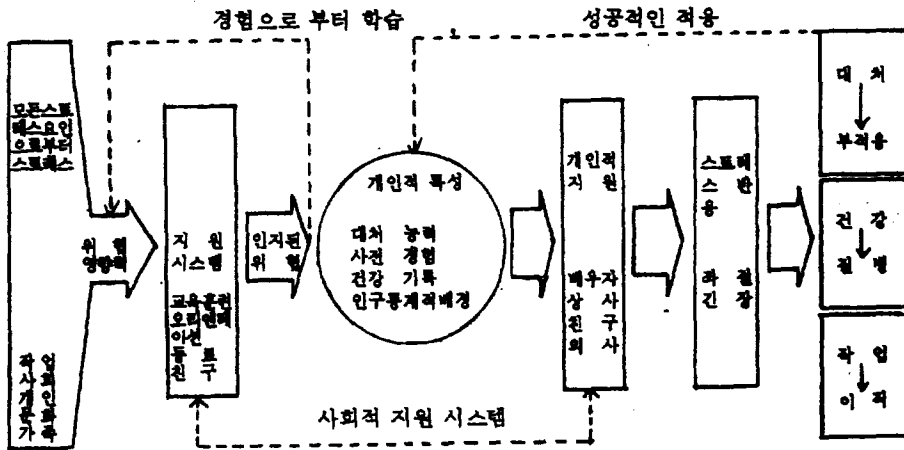 경험으로 부터 학습
성공적인 적용
모든스트
레스요인
으로부터
스트레스
작업
사회
개인
가족
위협
영향력
지 원
시스템
교육훈련
오리엔테
이션
동 료
친 구
인지된
위 협
개인적 특성
대처 능력
사전 경험
건강 기록
인구통계적배경
개인적
지 원
배우자
상 사
친 구
의 사
스트레
스 반
응
좌 절
긴 장
대 처
부적응
건 강
질 병
작 업
이 직
사회적 지원 시스템